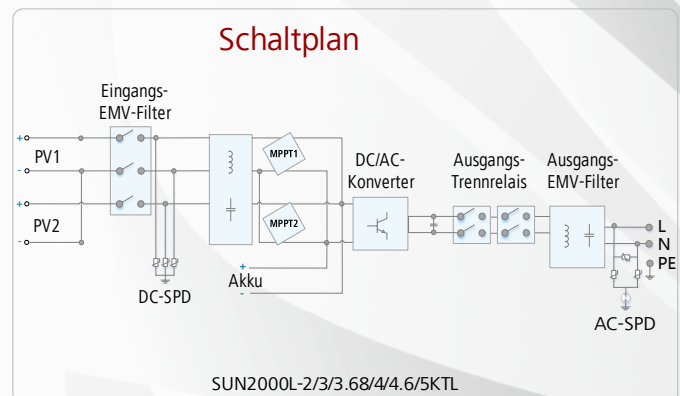 Schaltplan
Eingangs-
EMV-Filter
+
PV1
-
+
PV2
-
DC-SPD
MPPT1
MPPT2
+
Akku
-
DC/AC-
Konverter
Ausgangs-
Trennrelais
Ausgangs-
EMV-Filter
L
N
PE
AC-SPD
SUN2000L-2/3/3.68/4/4.6/5KTL